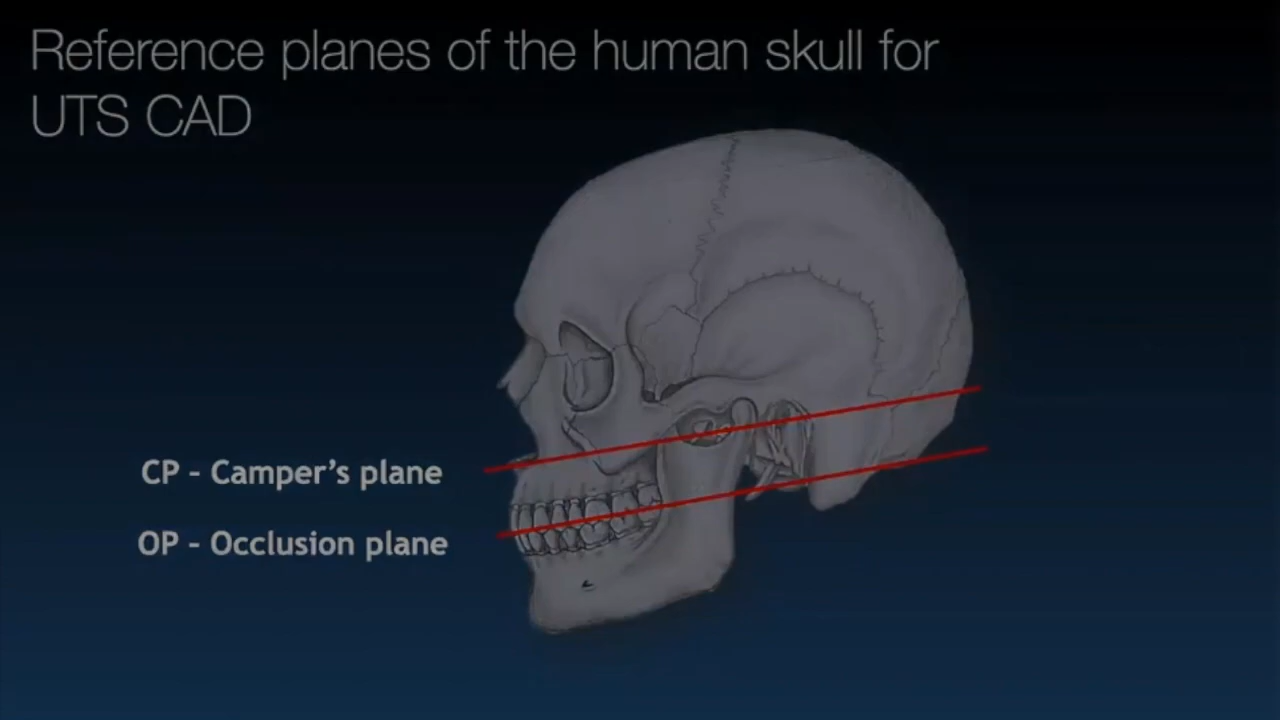 Reference planes of the human skull for
UTS CAD
CP - Camper’s plane
OP - Occlusion plane